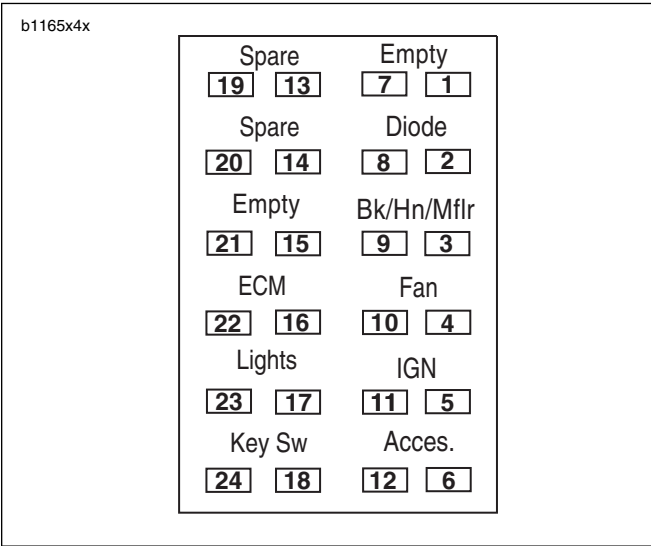 b1165x4x
Spare Empty
19 13 7 1
Spare Diode
20 14 8 2
Empty Bk/Hn/Mflr
21 15 9 3
ECM Fan
22 16 10 4
Lights IGN
23 17 11 5
Key Sw Acces.
24 18 12 6